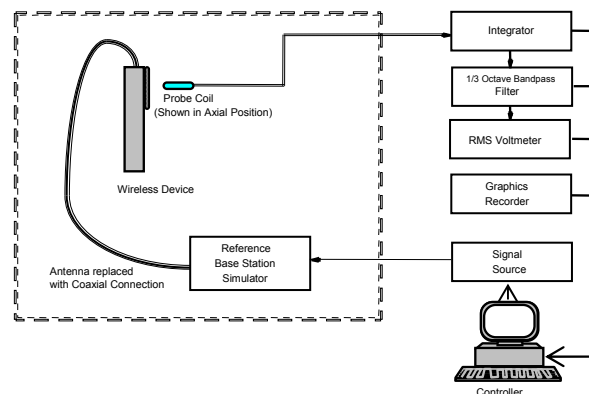 Integrator
1/3 Octave Bandpass
Filter
RMS Voltmeter
Graphics
Recorder
Signal
Source
Controller
Probe Coil
(Shown in Axial Position)
Wireless Device
Antenna replaced
with Coaxial Connection
Reference
Base Station
Simulator